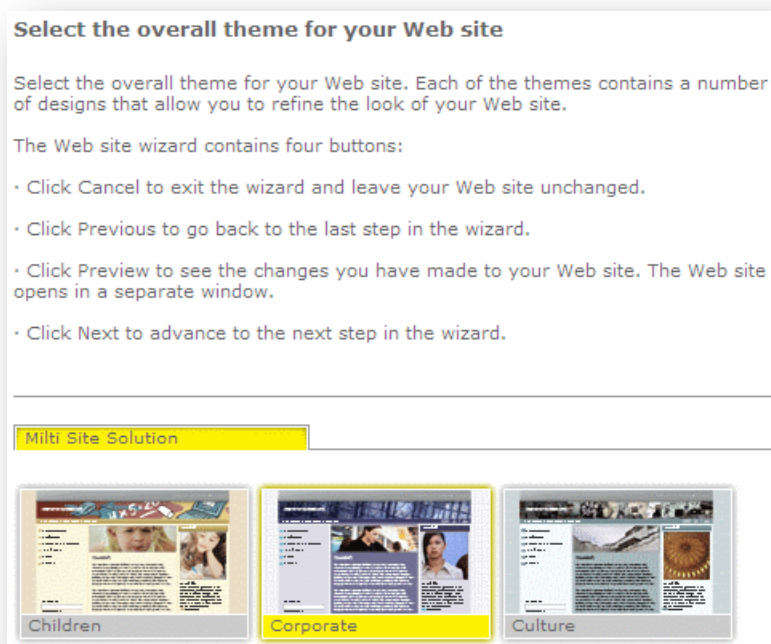 Select the overall theme for your Web site
Select the overall theme for your Web site. Each of the themes contains a number
of designs that allow you to refine the look of your Web site.
The Web site wizard contains four buttons:
· Click Cancel to exit the wizard and leave your Web site unchanged.
· Click Previous to go back to the last step in the wizard.
· Click Preview to see the changes you have made to your Web site. The Web site
opens in a separate window.
· Click Next to advance to the next step in the wizard.
Milti Site Solution
Children
Corporate
Culture